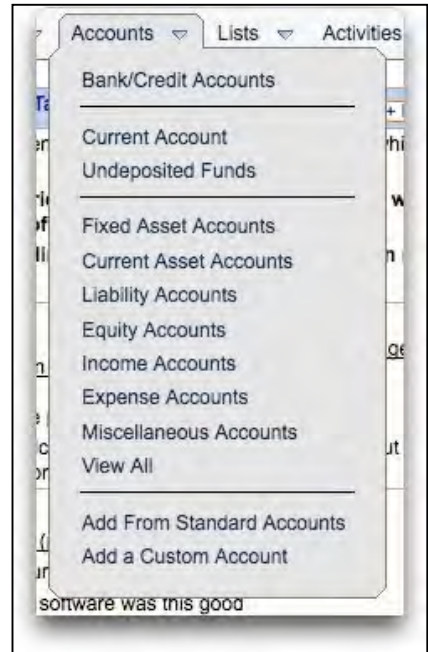 Accounts Lists Activities
Bank/Credit Accounts
Current Account
Undeposited Funds
Fixed Asset Accounts
Current Asset Accounts
Liability Accounts
Equity Accounts
Income Accounts
Expense Accounts
Miscellaneous Accounts
View All
Add From Standard Accounts
Add a Custom Account
software was this good